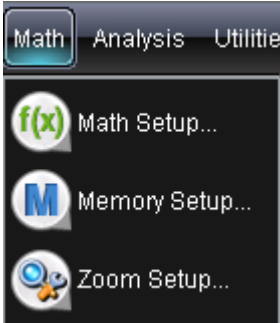 Math Analysis Utilitie
f(x) Math Setup...
M Memory Setup...
Zoom Setup...